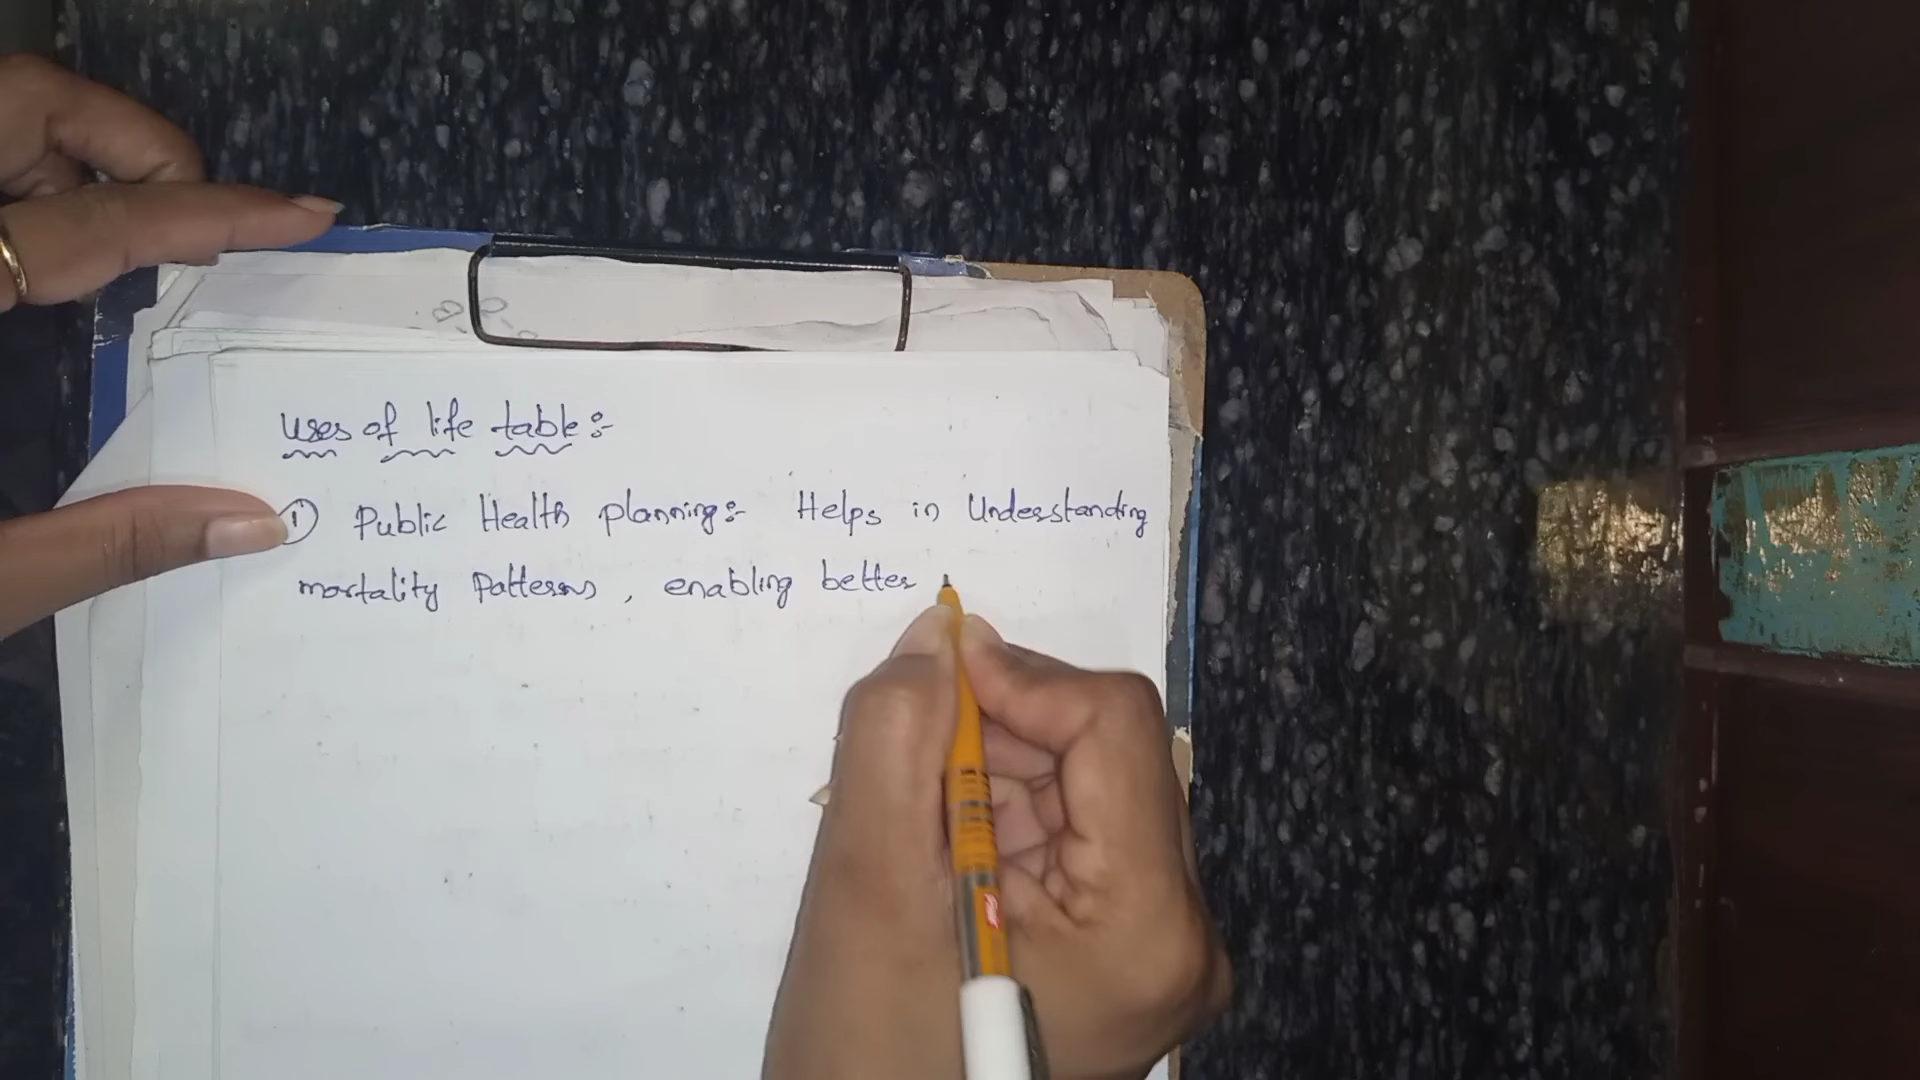 Uses of life table:-
① Public Health planning:- Helps in Understanding
mortality patterns, enabling better